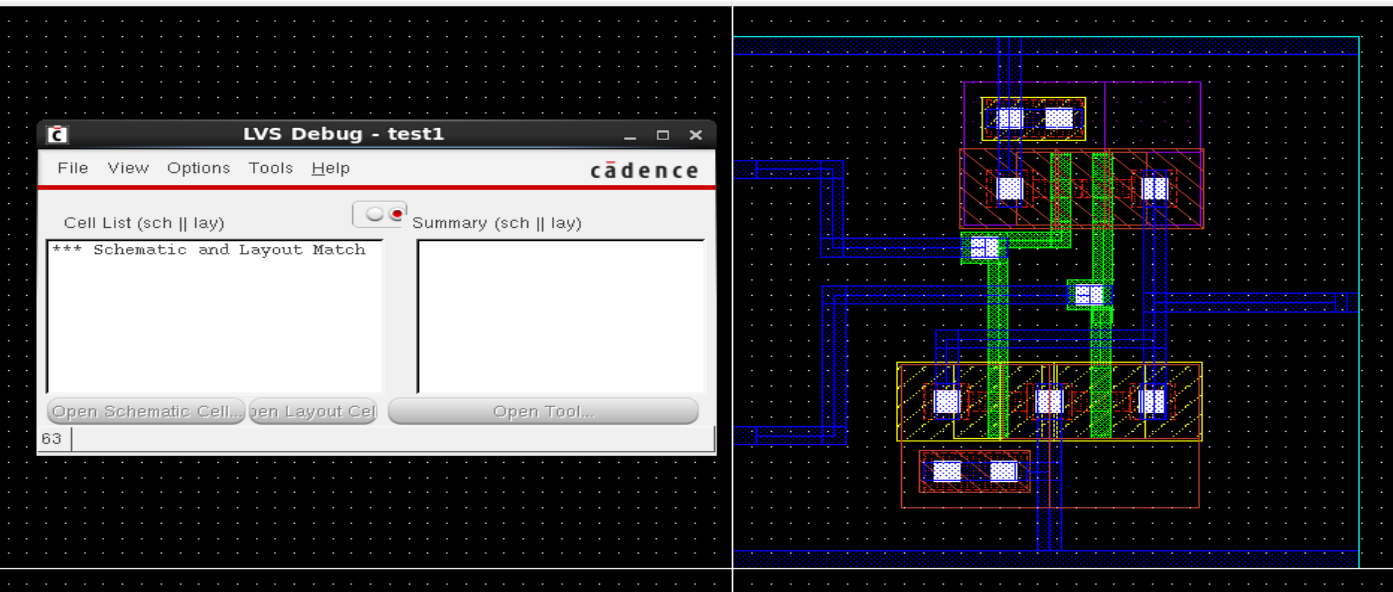 LVS Debug - test1
File View Options Tools Help
cādence
Cell List (sch || lay)
Summary (sch || lay)
*** Schematic and Layout Match
Open Schematic Cell...
pen Layout Cel
Open Tool...
63